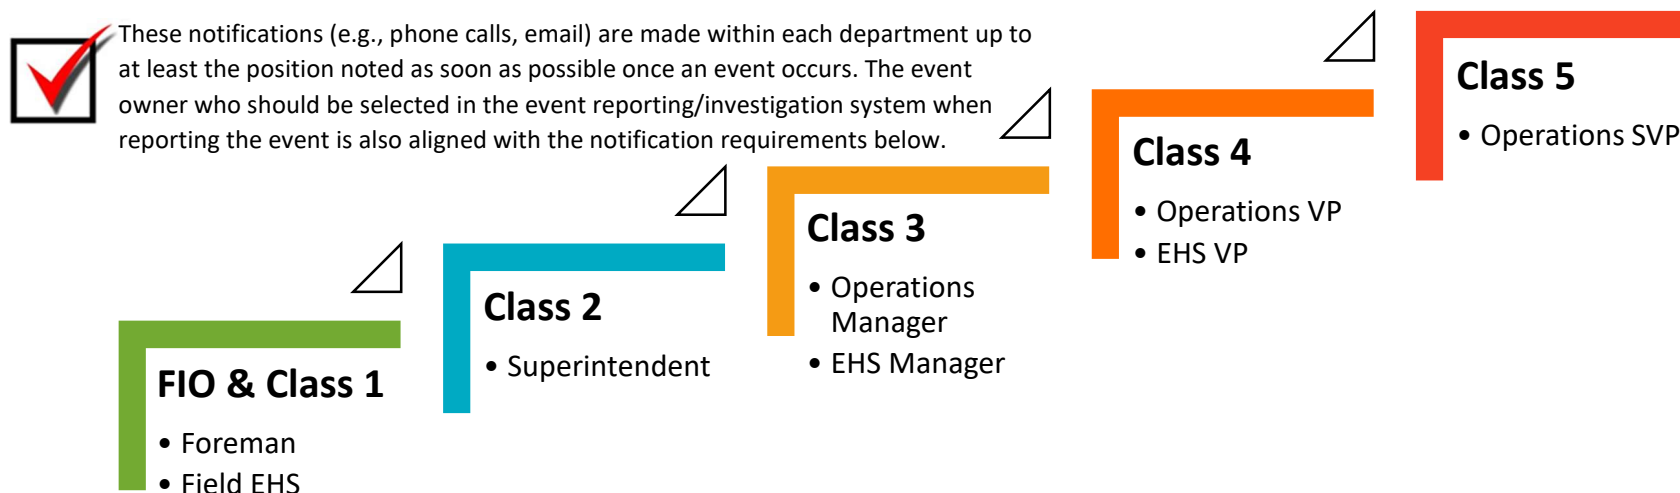 These notifications (e.g., phone calls, email) are made within each department up to
at least the position noted as soon as possible once an event occurs. The event
owner who should be selected in the event reporting/investigation system when
reporting the event is also aligned with the notification requirements below.
FIO & Class 1
• Foreman
• Field EHS
Class 2
• Superintendent
Class 3
• Operations
Manager
• EHS Manager
Class 4
• Operations VP
• EHS VP
Class 5
• Operations SVP